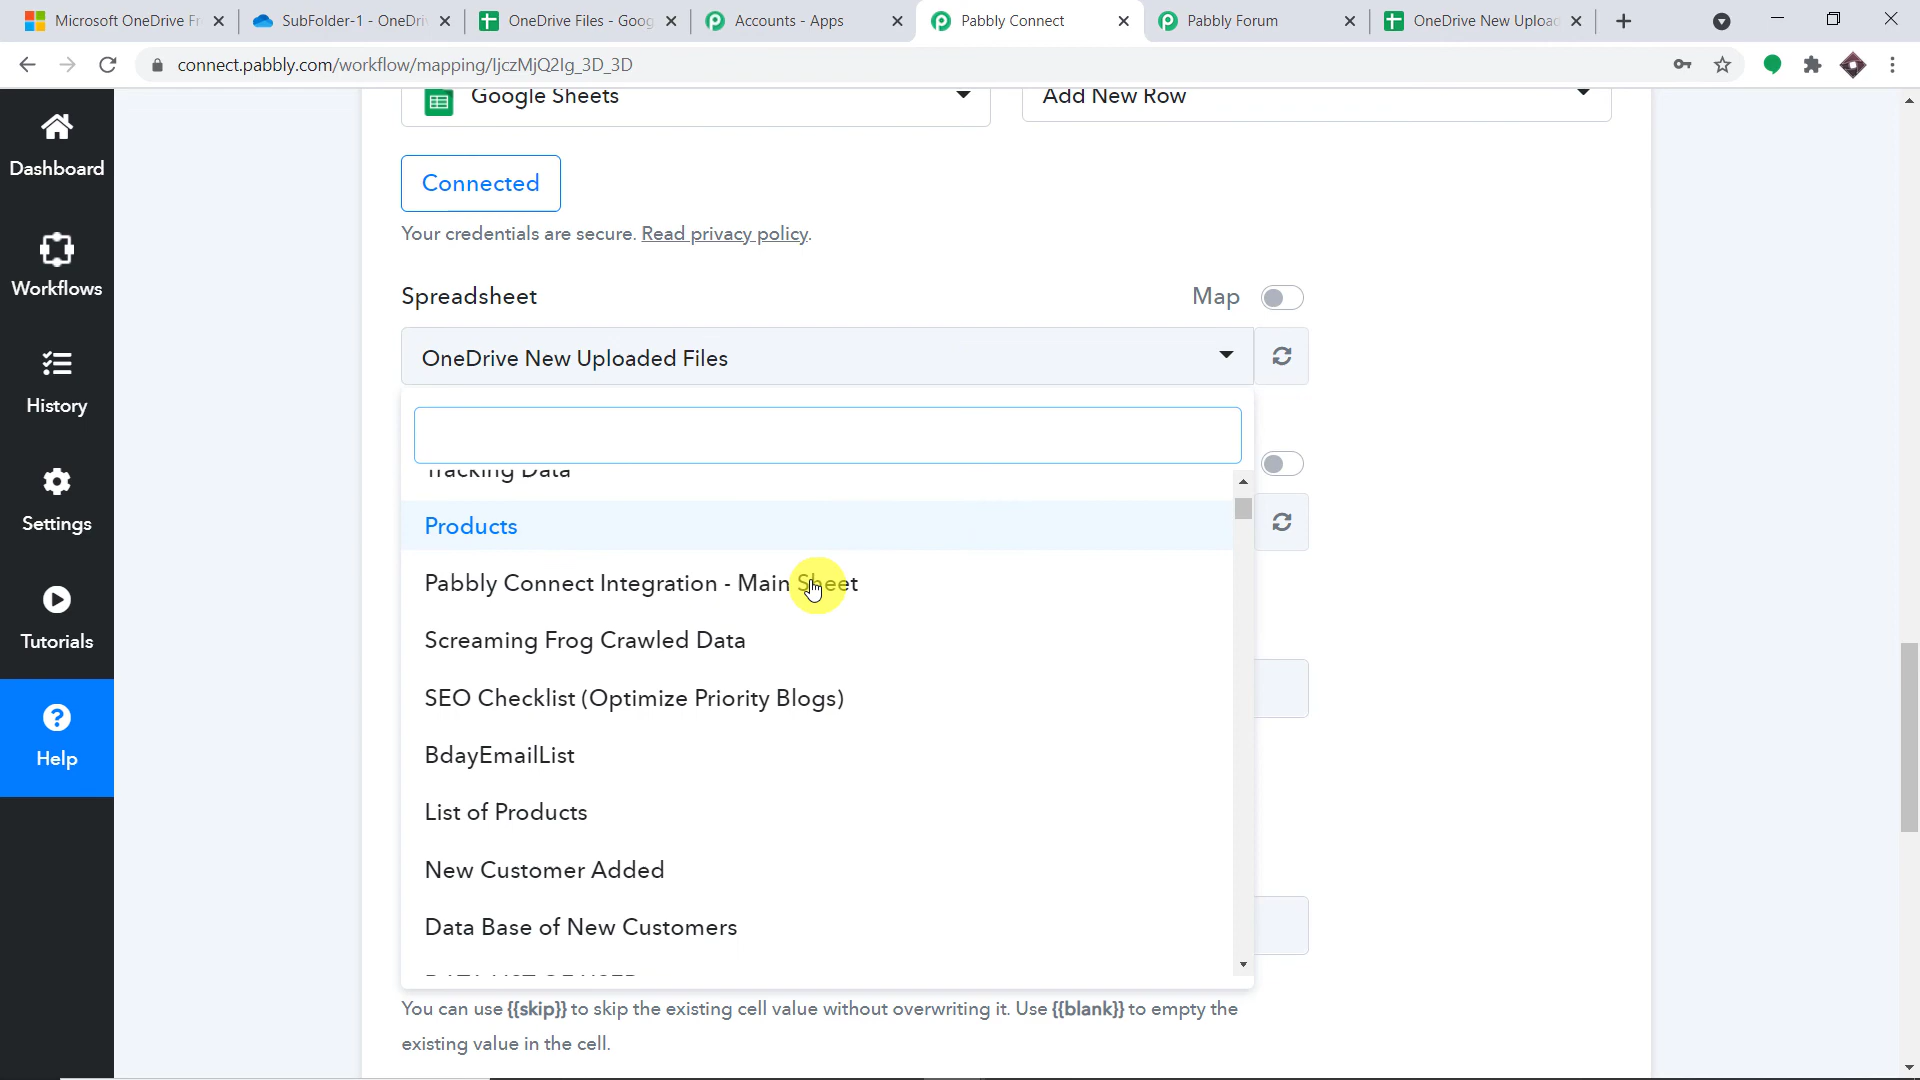 Microsoft OneDrive Fr
SubFolder-1 - OneDri
OneDrive Files - Goog
Accounts - Apps
Pabbly Connect
Pabbly Forum
OneDrive New Uploa
connect.pabbly.com/workflow/mapping/IjczMjQ2Ig_3D_3D
Dashboard
Workflows
History
Settings
Tutorials
Help
Google Sheets
Add New Row
Connected
Your credentials are secure. Read privacy policy.
Spreadsheet
Map
OneDrive New Uploaded Files
Tracking Data
Products
Pabbly Connect Integration - Main Sheet
Screaming Frog Crawled Data
SEO Checklist (Optimize Priority Blogs)
BdayEmailList
List of Products
New Customer Added
Data Base of New Customers
You can use {{skip}} to skip the existing cell value without overwriting it. Use {{blank}} to empty the
existing value in the cell.